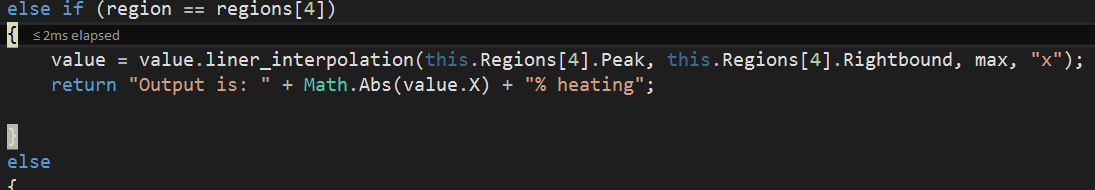 else if (region == regions[4])
{ ≤ 2ms elapsed
value = value.liner_interpolation(this.Regions[4].Peak, this.Regions[4].Rightbound, max, "x");
return "Output is: " + Math.Abs(value.X) + "% heating";
}
else
{